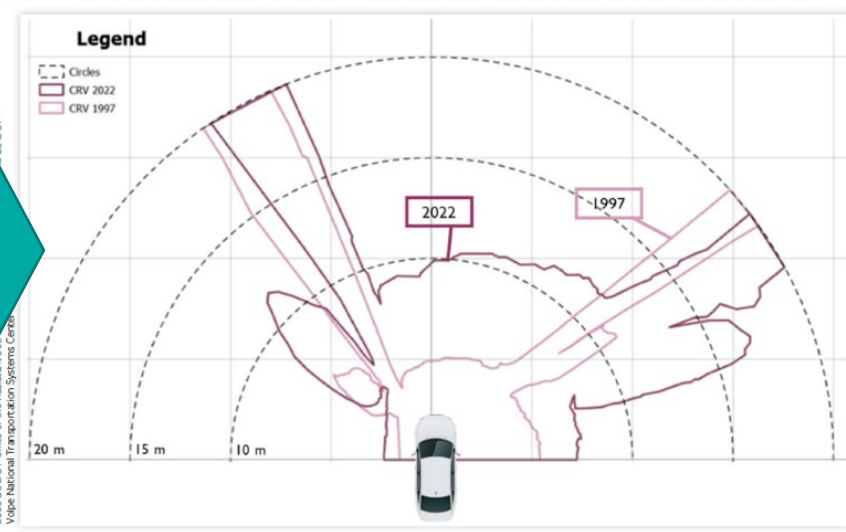 Legend
Circles
CRV 2022
CRV 1997
2022
1997
20 m
15 m
10 m
Volpe National Transportation Systems Center